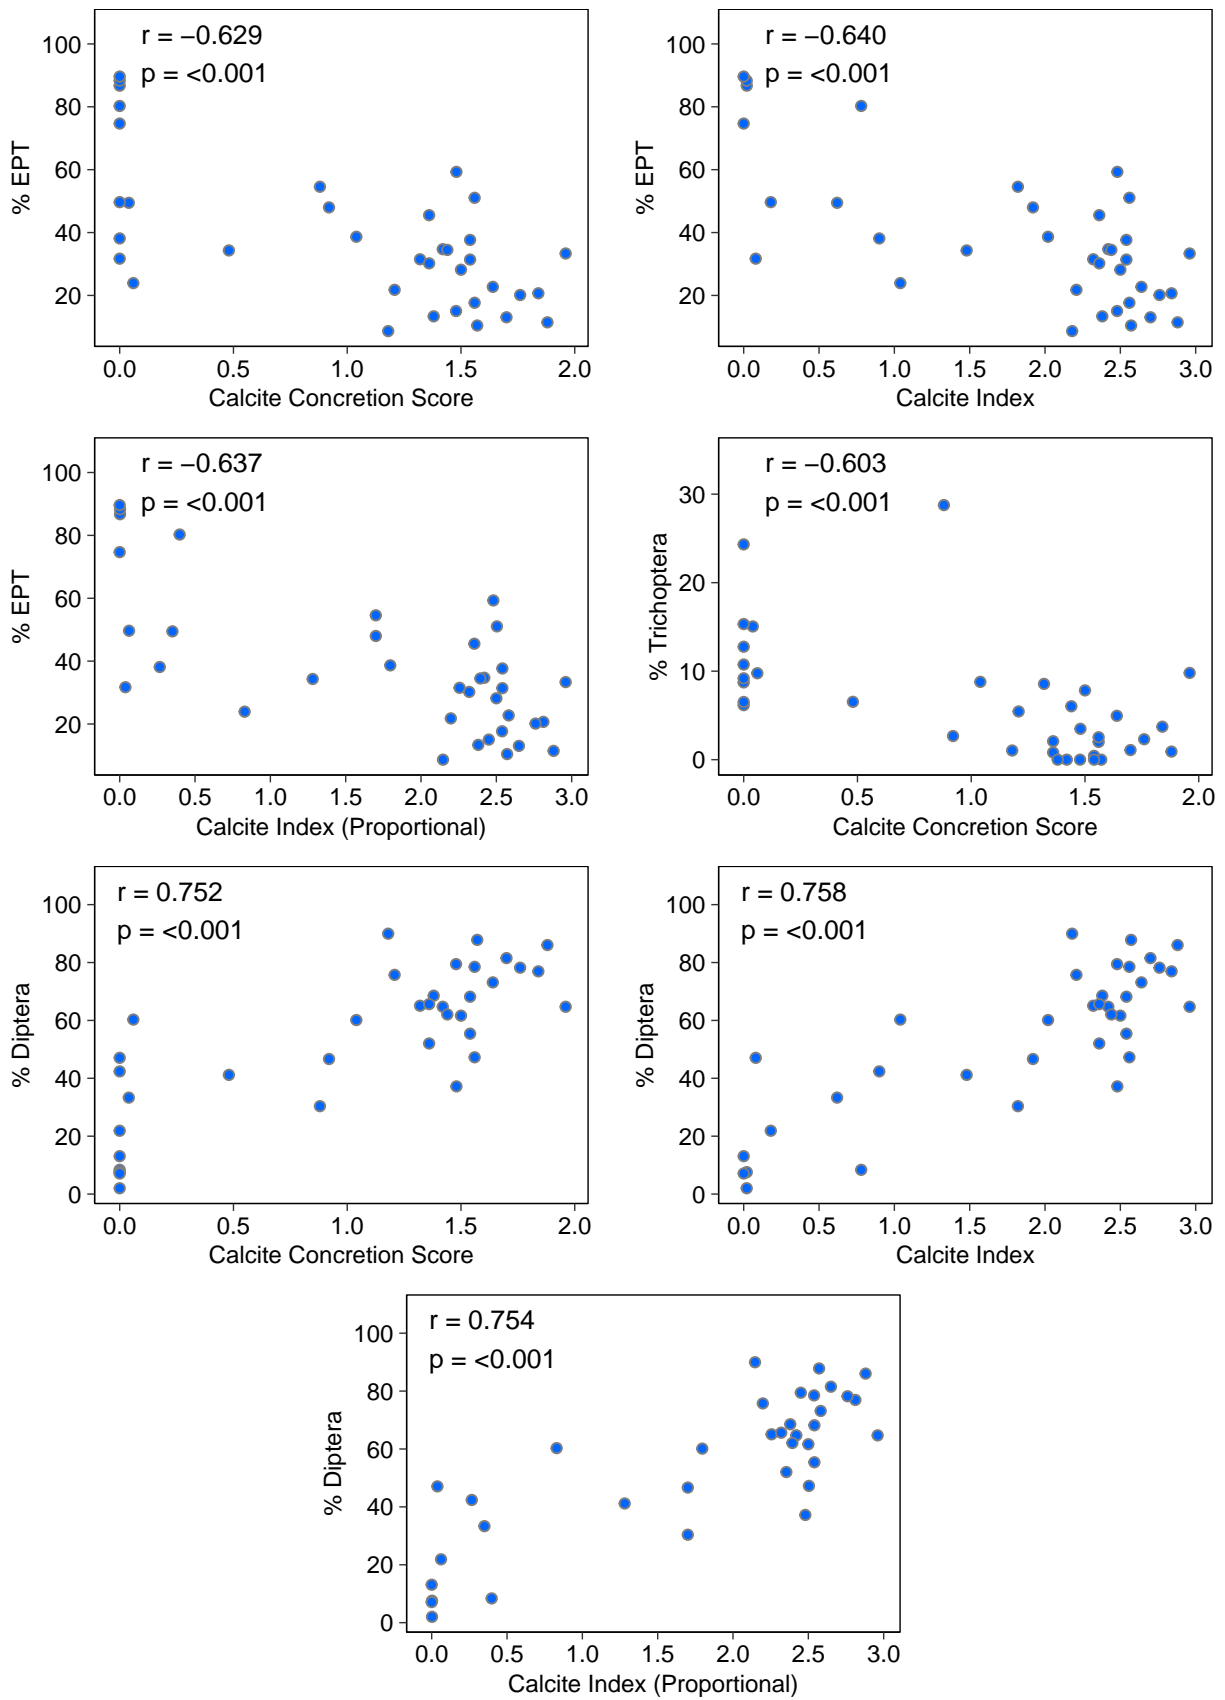 r = −0.629
p = <0.001
% EPT
100
80
60
40
20
0.0 0.5 1.0 1.5 2.0
Calcite Concretion Score
r = −0.640
p = <0.001
% EPT
100
80
60
40
20
0.0 0.5 1.0 1.5 2.0 2.5 3.0
Calcite Index
r = −0.637
p = <0.001
% EPT
100
80
60
40
20
0.0 0.5 1.0 1.5 2.0 2.5 3.0
Calcite Index (Proportional)
r = −0.603
p = <0.001
% Trichoptera
30
20
10
0
0.0 0.5 1.0 1.5 2.0
Calcite Concretion Score
r = 0.752
p = <0.001
% Diptera
100
80
60
40
20
0
0.0 0.5 1.0 1.5 2.0
Calcite Concretion Score
r = 0.758
p = <0.001
% Diptera
100
80
60
40
20
0
0.0 0.5 1.0 1.5 2.0 2.5 3.0
Calcite Index
r = 0.754
p = <0.001
% Diptera
100
80
60
40
20
0
0.0 0.5 1.0 1.5 2.0 2.5 3.0
Calcite Index (Proportional)